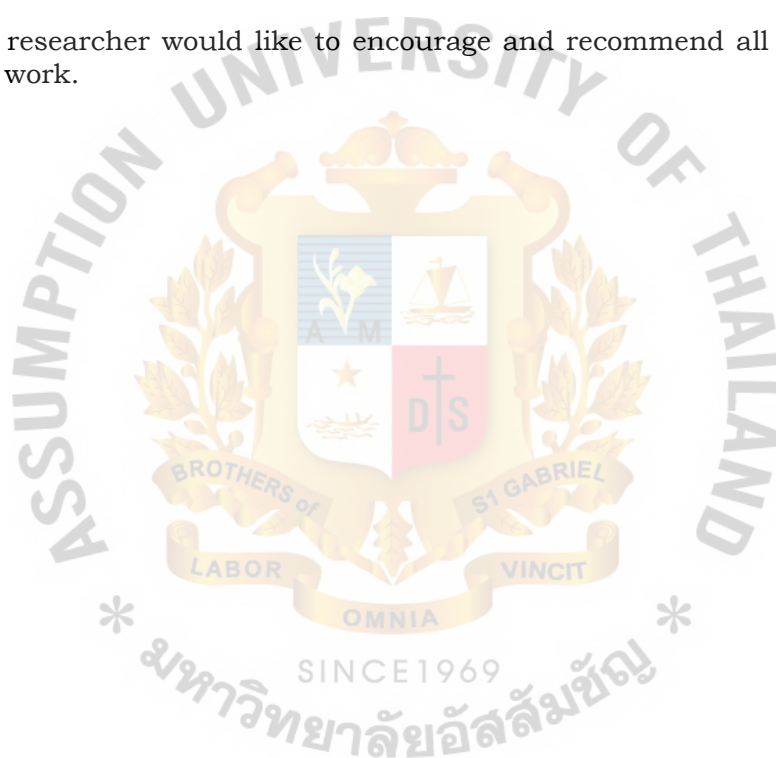 researcher would like to encourage and recommend all
work.
ASSUMPTION UNIVERSITY OF THAILAND
A M
D S
BROTHERS of
S1 GABRIEL
LABOR
VINCIT
OMNIA
SINCE1969
มหาวิทยาลัยอัสสัมชัญ